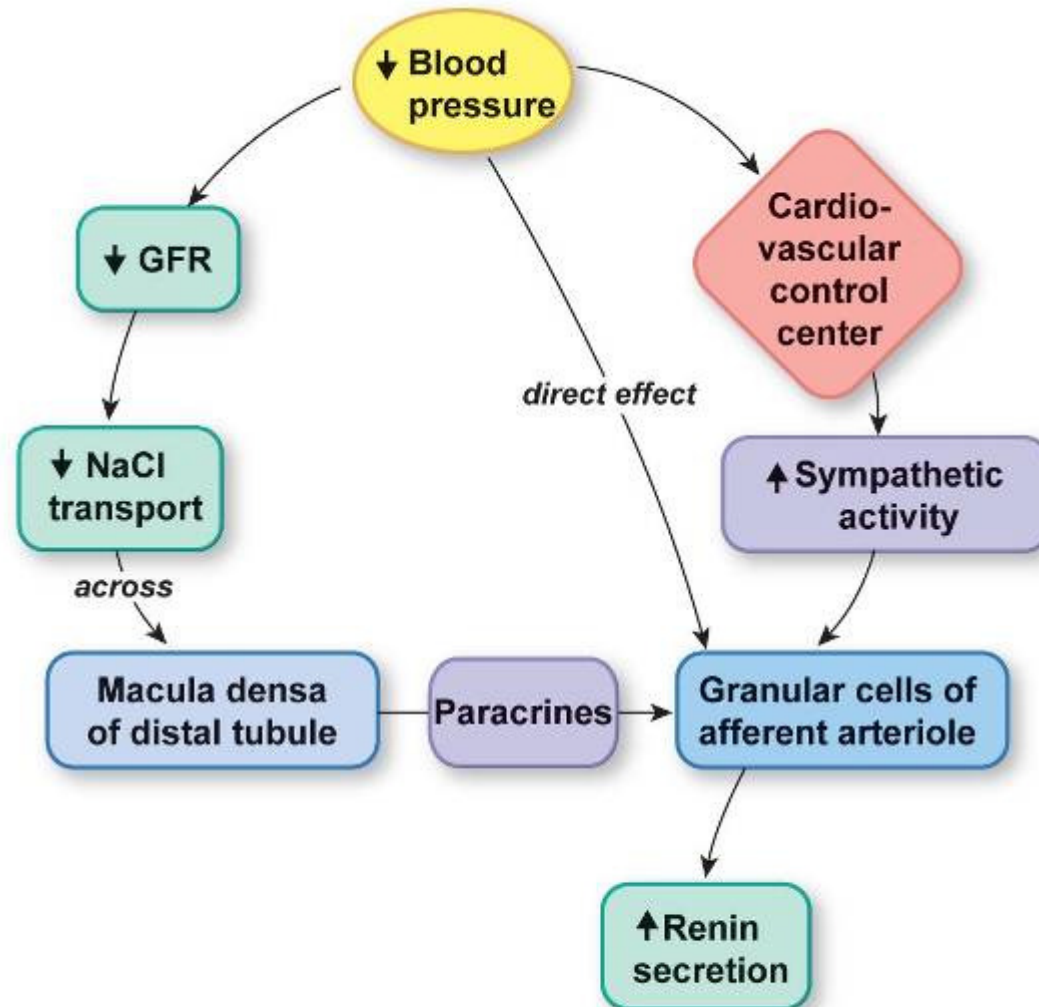 ↓ Blood
pressure
↓ GFR
Cardio-
vascular
control
center
direct effect
↓ NaCl
transport
↑ Sympathetic
activity
across
Macula densa
of distal tubule
Paracrines
Granular cells of
afferent arteriole
↑ Renin
secretion